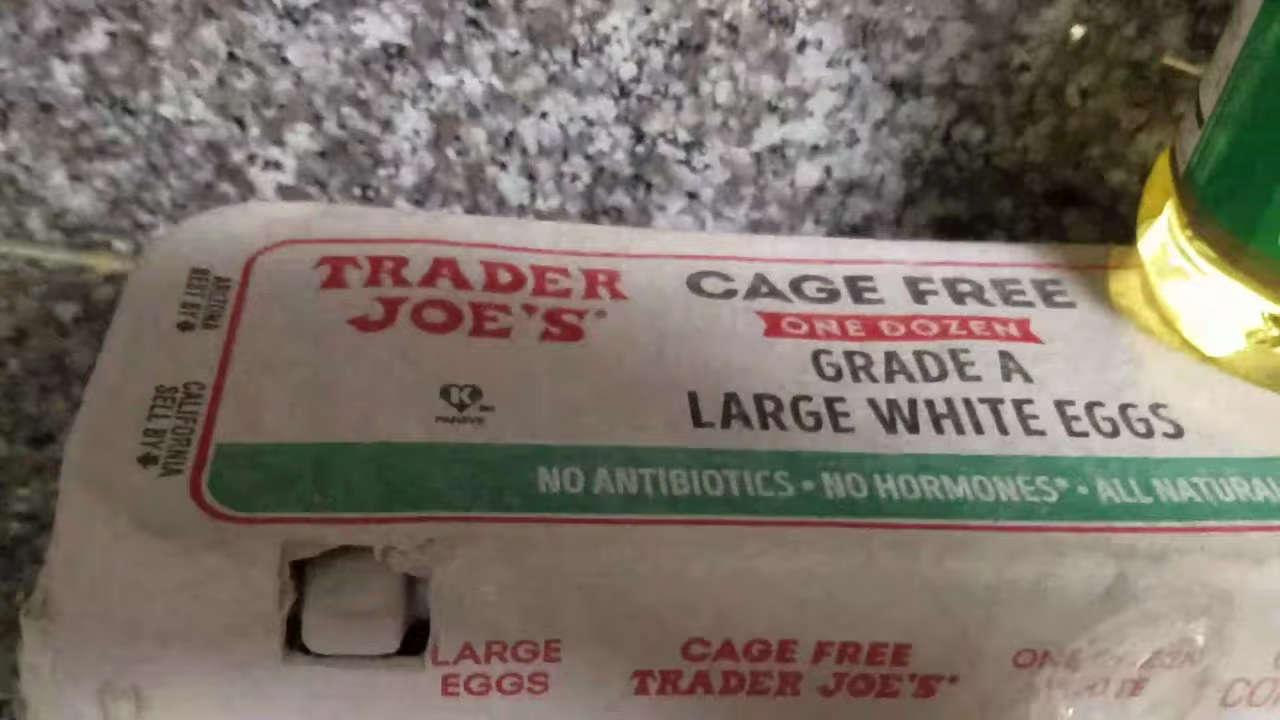 TRADER
JOE'S
CAGE FREE
ONE DOZEN
GRADE A
LARGE WHITE EGGS
ARIZONA
BEST BY
CALIFORNIA
SELL BY
K
NO ANTIBIOTICS • NO HORMONES* • ALL NATURAL
LARGE
EGGS
CAGE FREE
TRADER JOE'S